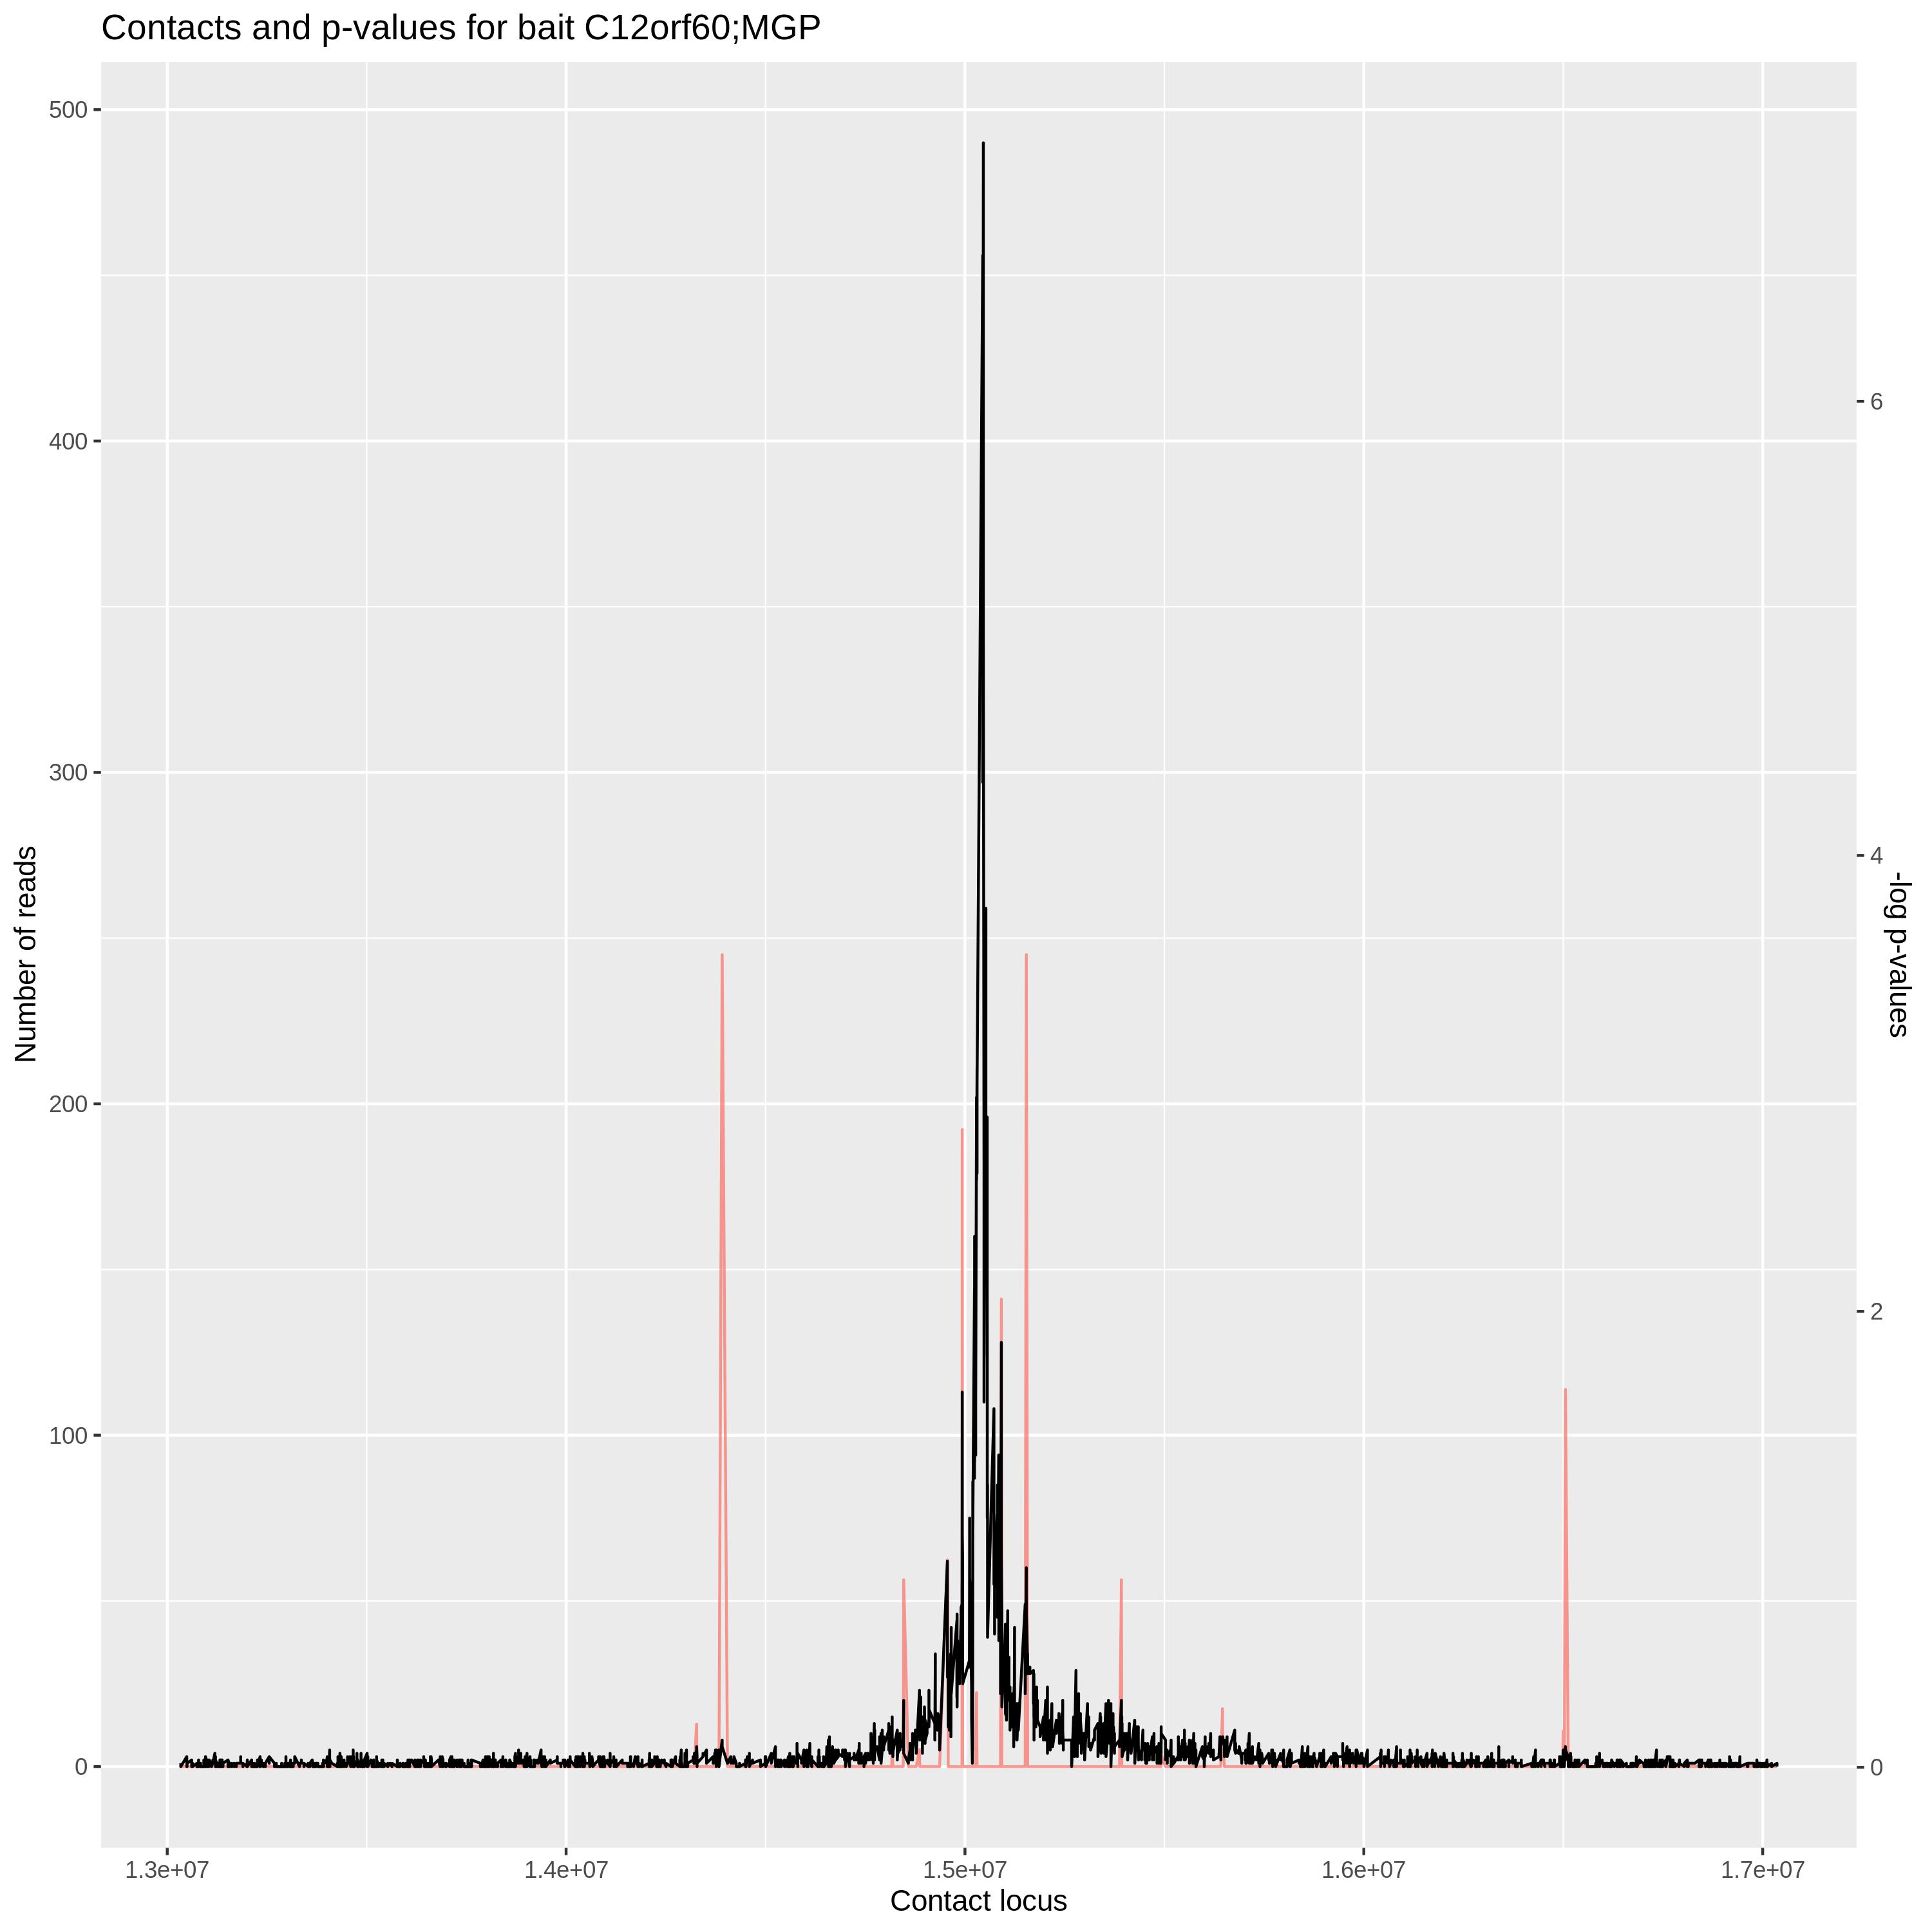 Contacts and p-values for bait C12orf60;MGP
500
400
300
200
100
0
Number of reads
6
4
2
0
-log p-values
1.3e+07
1.4e+07
1.5e+07
1.6e+07
1.7e+07
Contact locus